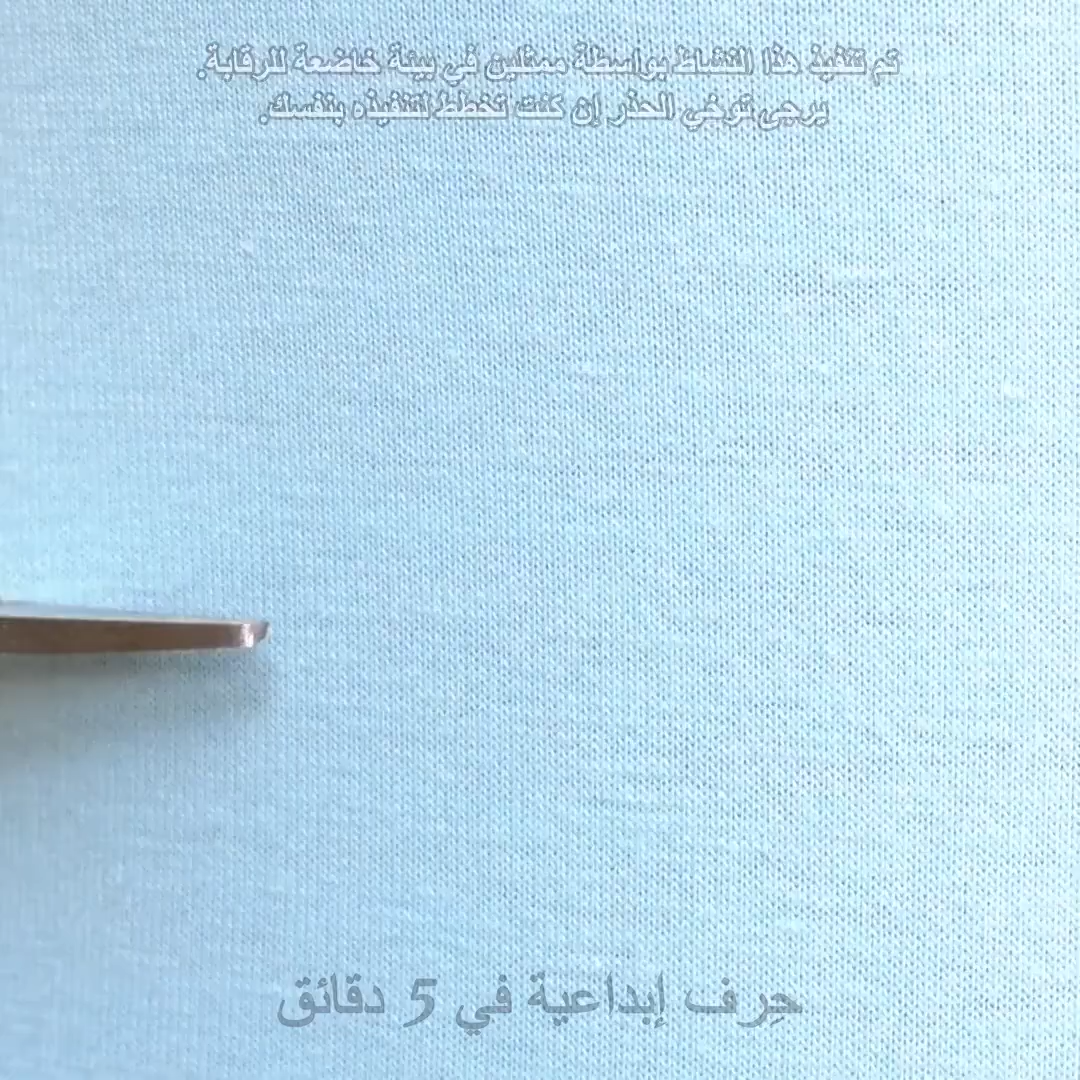 تم تنفيذ هذا النشاط بواسطة ممثلين في بيئة خاضعة للرقابة.
يرجى توخي الحذر إن كنت تخطط لتنفيذه بنفسك.
حِرف إبداعية في 5 دقائق